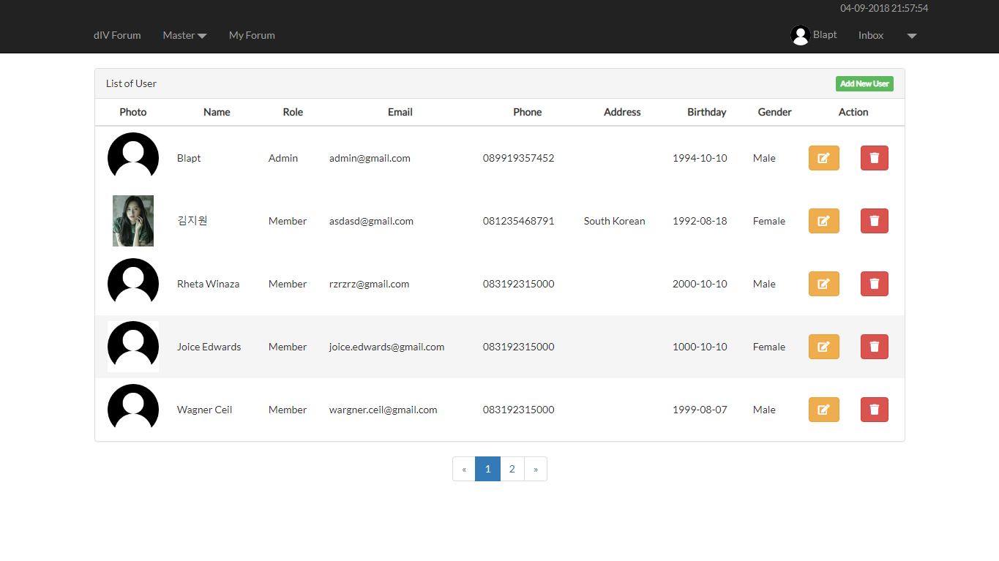 04-09-2018 21:57:54
dIV Forum Master My Forum Blapt Inbox
List of User Add New User
Photo Name Role Email Phone Address Birthday Gender Action
Blapt Admin admin@gmail.com 089919357452 1994-10-10 Male
김지원 Member asdasd@gmail.com 081235468791 South Korean 1992-08-18 Female
Rheta Winaza Member rzrzrz@gmail.com 083192315000 2000-10-10 Male
Joice Edwards Member joice.edwards@gmail.com 083192315000 1000-10-10 Female
Wagner Ceil Member wargner.ceil@gmail.com 083192315000 1999-08-07 Male
« 1 2 »